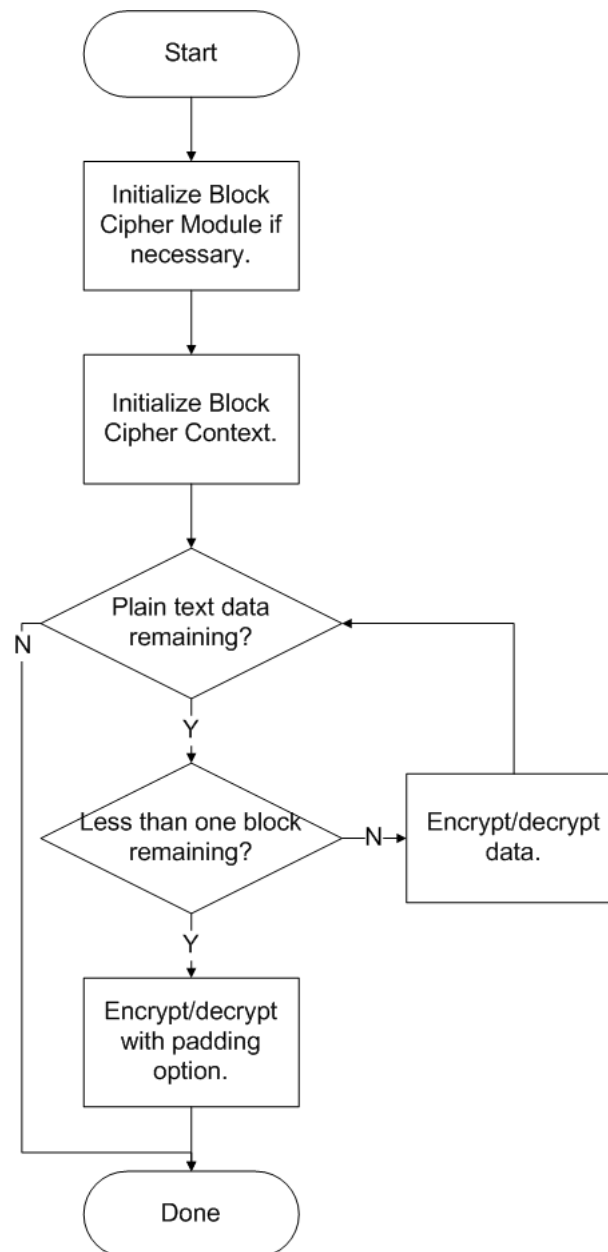 Start
Initialize Block
Cipher Module if
necessary.
Initialize Block
Cipher Context.
Plain text data
remaining?
N
Y
Less than one block
remaining?
N
Encrypt/decrypt
data.
Y
Encrypt/decrypt
with padding
option.
Done